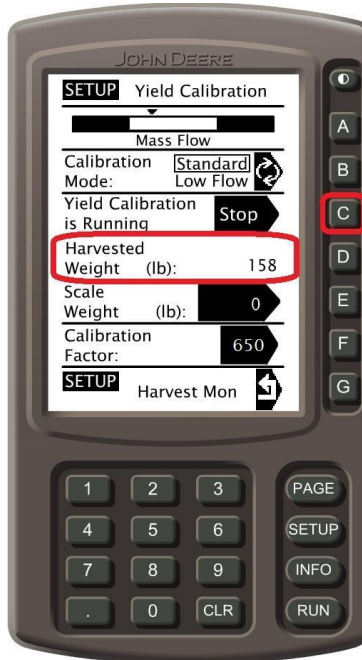 JOHN DEERE
SETUP Yield Calibration
Mass Flow
Calibration Standard
Mode: Low Flow
Yield Calibration
is Running Stop
Harvested
Weight (lb): 158
Scale
Weight (lb): 0
Calibration
Factor: 650
SETUP Harvest Mon
A
B
C
D
E
F
G
1 2 3 PAGE
4 5 6 SETUP
7 8 9 INFO
. 0 CLR RUN